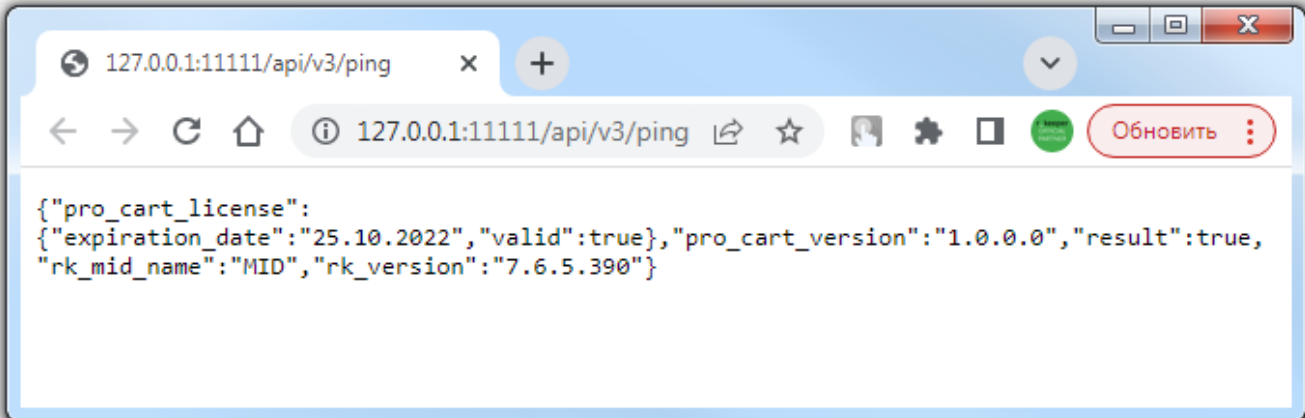 127.0.0.1:11111/api/v3/ping
127.0.0.1:11111/api/v3/ping
Обновить
{"pro_cart_license":
{"expiration_date":"25.10.2022","valid":true},"pro_cart_version":"1.0.0.0","result":true,
"rk_mid_name":"MID","rk_version":"7.6.5.390"}